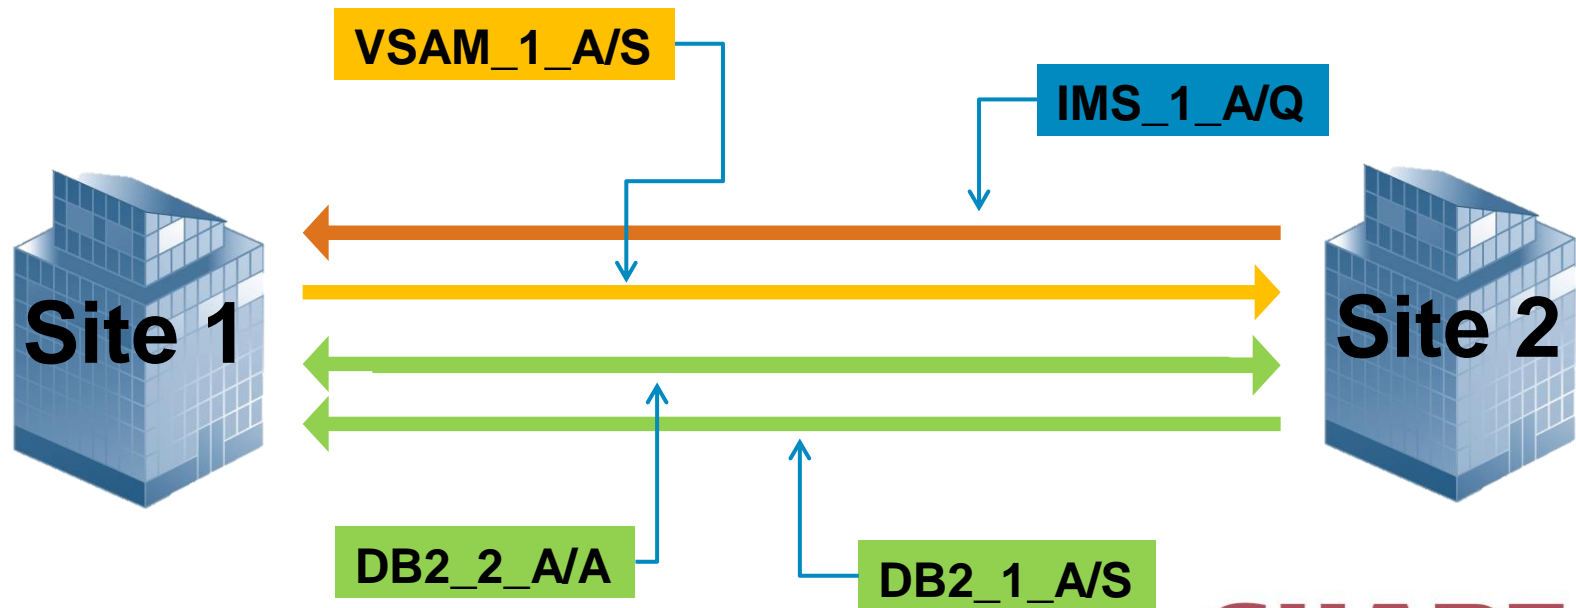 VSAM_1_A/S
IMS_1_A/Q
Site 1
Site 2
DB2_2_A/A
DB2_1_A/S